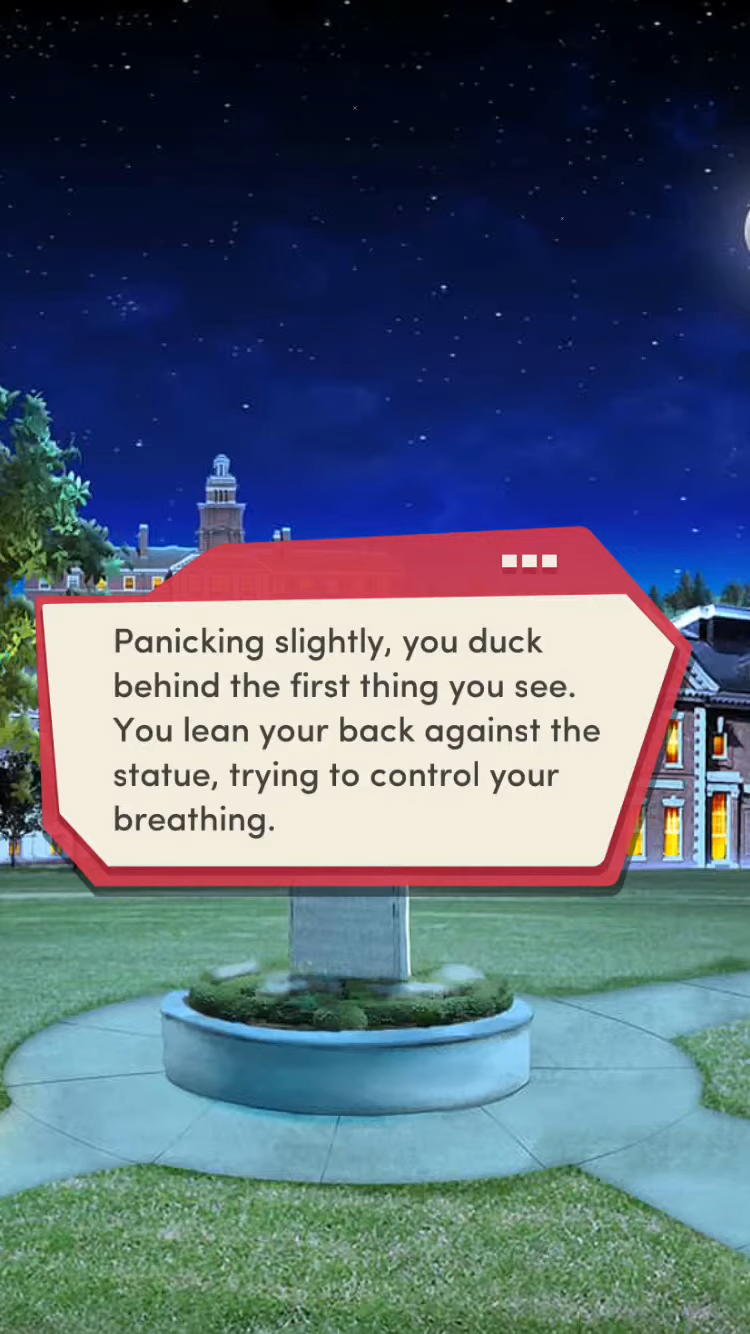 Panicking slightly, you duck
behind the first thing you see.
You lean your back against the
statue, trying to control your
breathing.